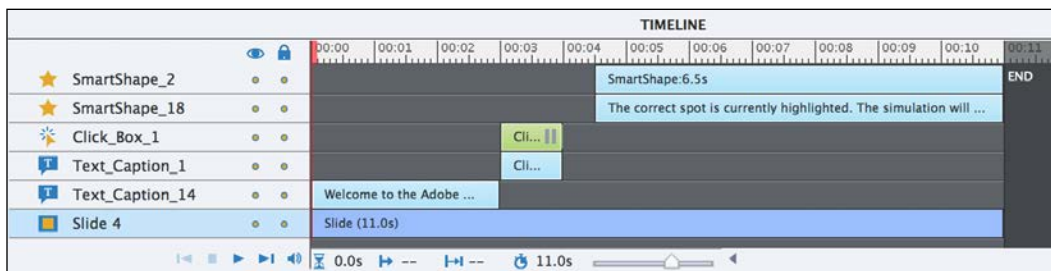 TIMELINE
00:00 00:01 00:02 00:03 00:04 00:05 00:06 00:07 00:08 00:09 00:10 00:11
SmartShape_2 SmartShape:6.5s END
SmartShape_18 The correct spot is currently highlighted. The simulation will ...
Click_Box_1 Cli...
Text_Caption_1 Cli...
Text_Caption_14 Welcome to the Adobe ...
Slide 4 Slide (11.0s)
0.0s -- -- 11.0s